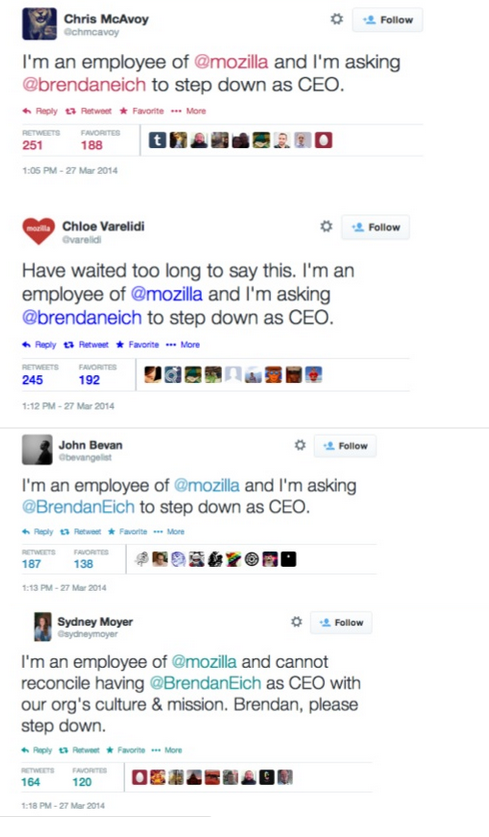 Chris McAvoy
@chmcavoy
Follow
I'm an employee of @mozilla and I'm asking
@brendaneich to step down as CEO.
Reply Retweet Favorite More
RETWEETS FAVORITES
251 188
1:05 PM - 27 Mar 2014
mozilla
Chloe Varelidi
@varelidi
Follow
Have waited too long to say this. I'm an
employee of @mozilla and I'm asking
@brendaneich to step down as CEO.
Reply Retweet Favorite More
RETWEETS FAVORITES
245 192
1:12 PM - 27 Mar 2014
John Bevan
@bevangelist
Follow
I'm an employee of @mozilla and I'm asking
@BrendanEich to step down as CEO.
Reply Retweet Favorite More
RETWEETS FAVORITES
187 138
1:13 PM - 27 Mar 2014
Sydney Moyer
@sydneymoyer
Follow
I'm an employee of @mozilla and cannot
reconcile having @BrendanEich as CEO with
our org's culture & mission. Brendan, please
step down.
Reply Retweet Favorite More
RETWEETS FAVORITES
164 120
1:18 PM - 27 Mar 2014